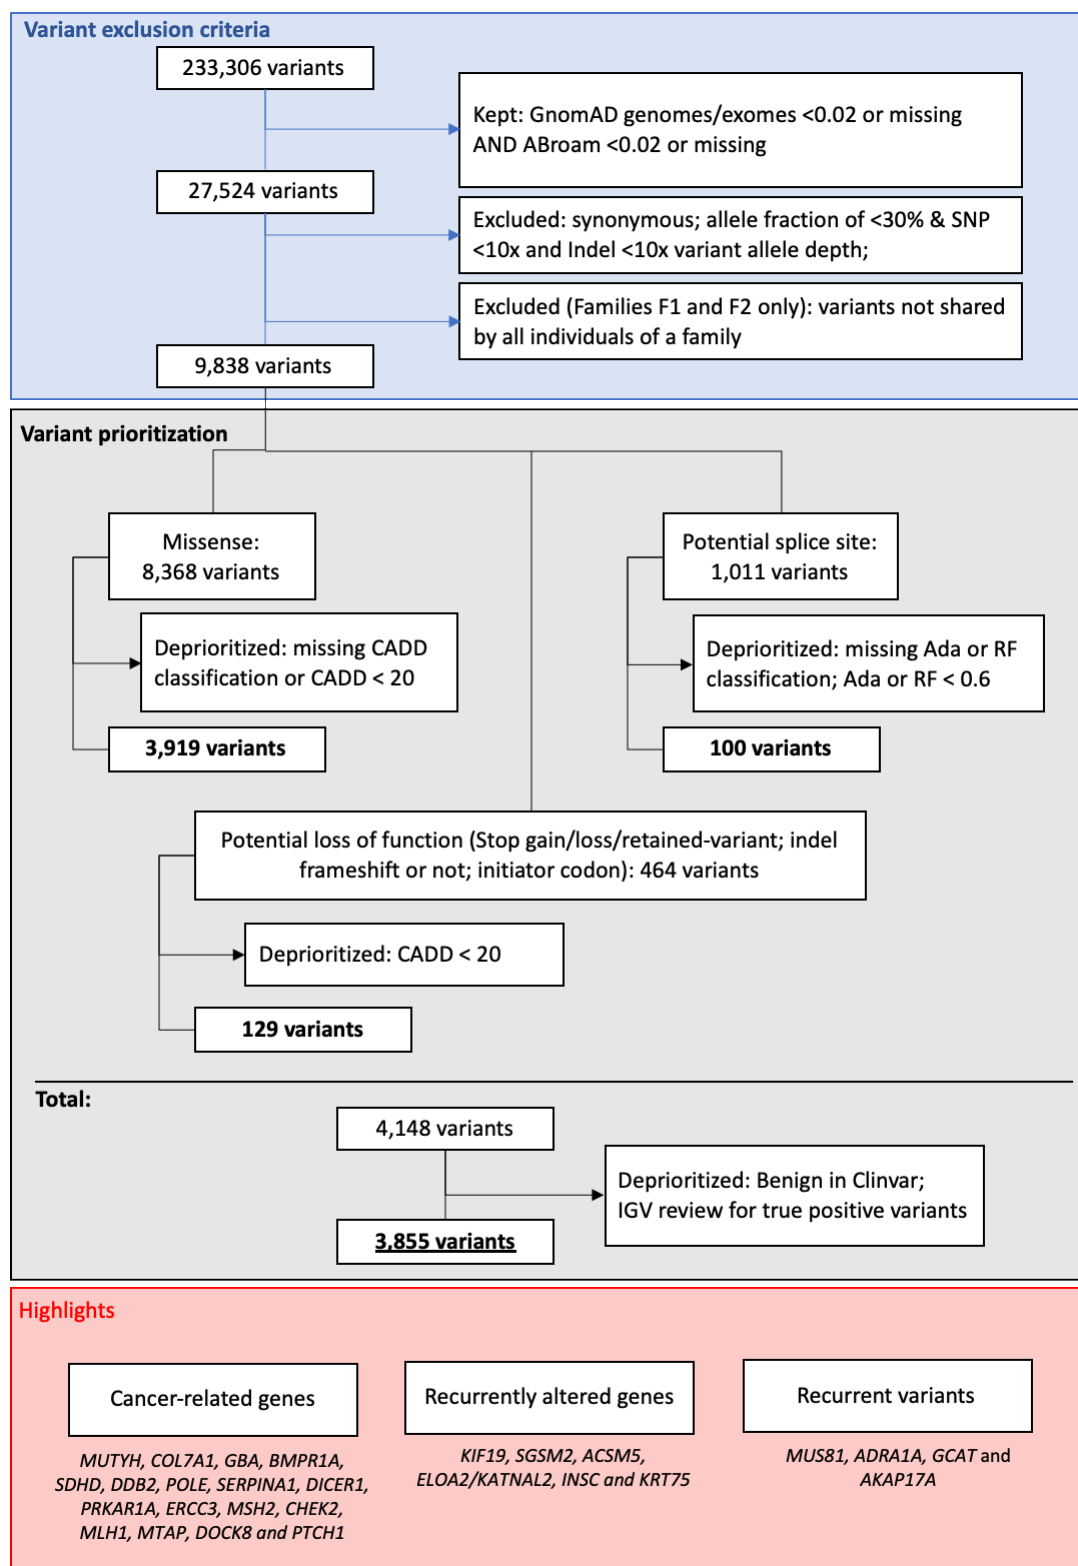 Variant exclusion criteria
233,306 variants
Kept: GnomAD genomes/exomes <0.02 or missing
AND ABroam <0.02 or missing
27,524 variants
Excluded: synonymous; allele fraction of <30% & SNP
<10x and Indel <10x variant allele depth;
Excluded (Families F1 and F2 only): variants not shared
by all individuals of a family
9,838 variants
Variant prioritization
Missense:
8,368 variants
Potential splice site:
1,011 variants
Deprioritized: missing CADD
classification or CADD < 20
Deprioritized: missing Ada or RF
classification; Ada or RF < 0.6
3,919 variants
100 variants
Potential loss of function (Stop gain/loss/retained-variant; indel
frameshift or not; initiator codon): 464 variants
Deprioritized: CADD < 20
129 variants
Total:
4,148 variants
Deprioritized: Benign in Clinvar;
IGV review for true positive variants
3,855 variants
Highlights
Cancer-related genes
MUTYH, COL7A1, GBA, BMPR1A,
SDHD, DDB2, POLE, SERPINA1, DICER1,
PRKAR1A, ERCC3, MSH2, CHEK2,
MLH1, MTAP, DOCK8 and PTCH1
Recurrently altered genes
KIF19, SGSM2, ACSM5,
ELOA2/KATNAL2, INSC and KRT75
Recurrent variants
MUS81, ADRA1A, GCAT and
AKAP17A